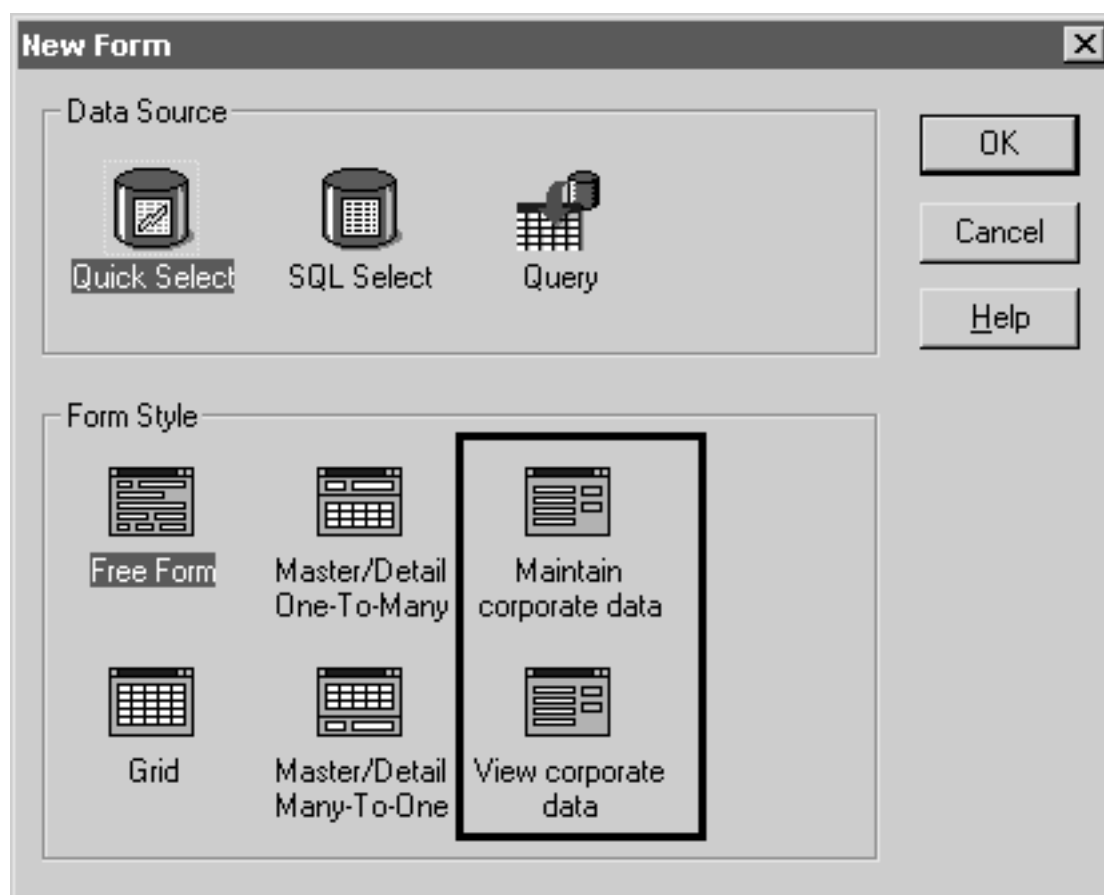 New Form
Data Source
OK
Cancel
Help
Quick Select
SQL Select
Query
Form Style
Free Form
Master/Detail
One-To-Many
Maintain
corporate data
Grid
Master/Detail
Many-To-One
View corporate
data